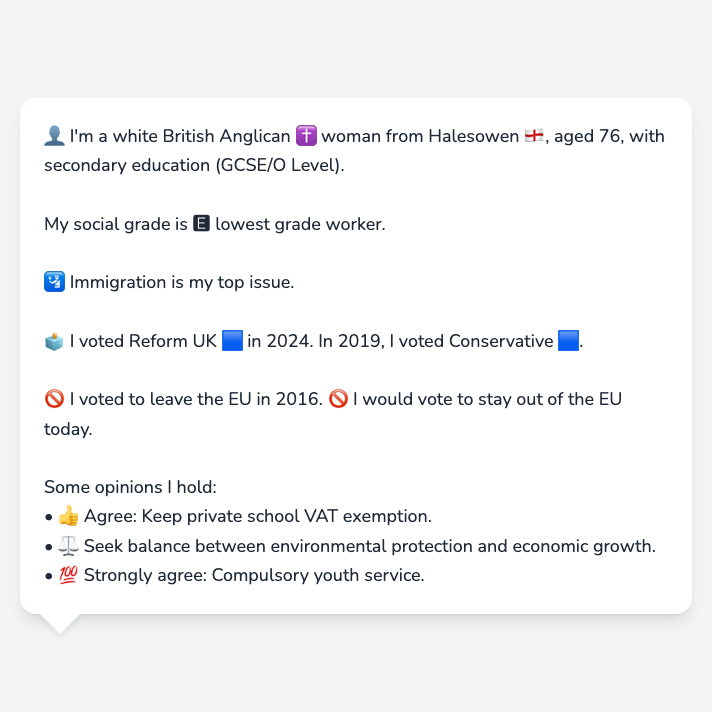 👤 I'm a white British Anglican ✝️ woman from Halesowen 🏴󠁧󠁢󠁥󠁮󠁧󠁿, aged 76, with
secondary education (GCSE/O Level).
My social grade is 🅴 lowest grade worker.
🛂 Immigration is my top issue.
🗳️ I voted Reform UK 🟦 in 2024. In 2019, I voted Conservative 🟦.
🚫 I voted to leave the EU in 2016. 🚫 I would vote to stay out of the EU
today.
Some opinions I hold:
• 👍 Agree: Keep private school VAT exemption.
• ⚖️ Seek balance between environmental protection and economic growth.
• 💯 Strongly agree: Compulsory youth service.